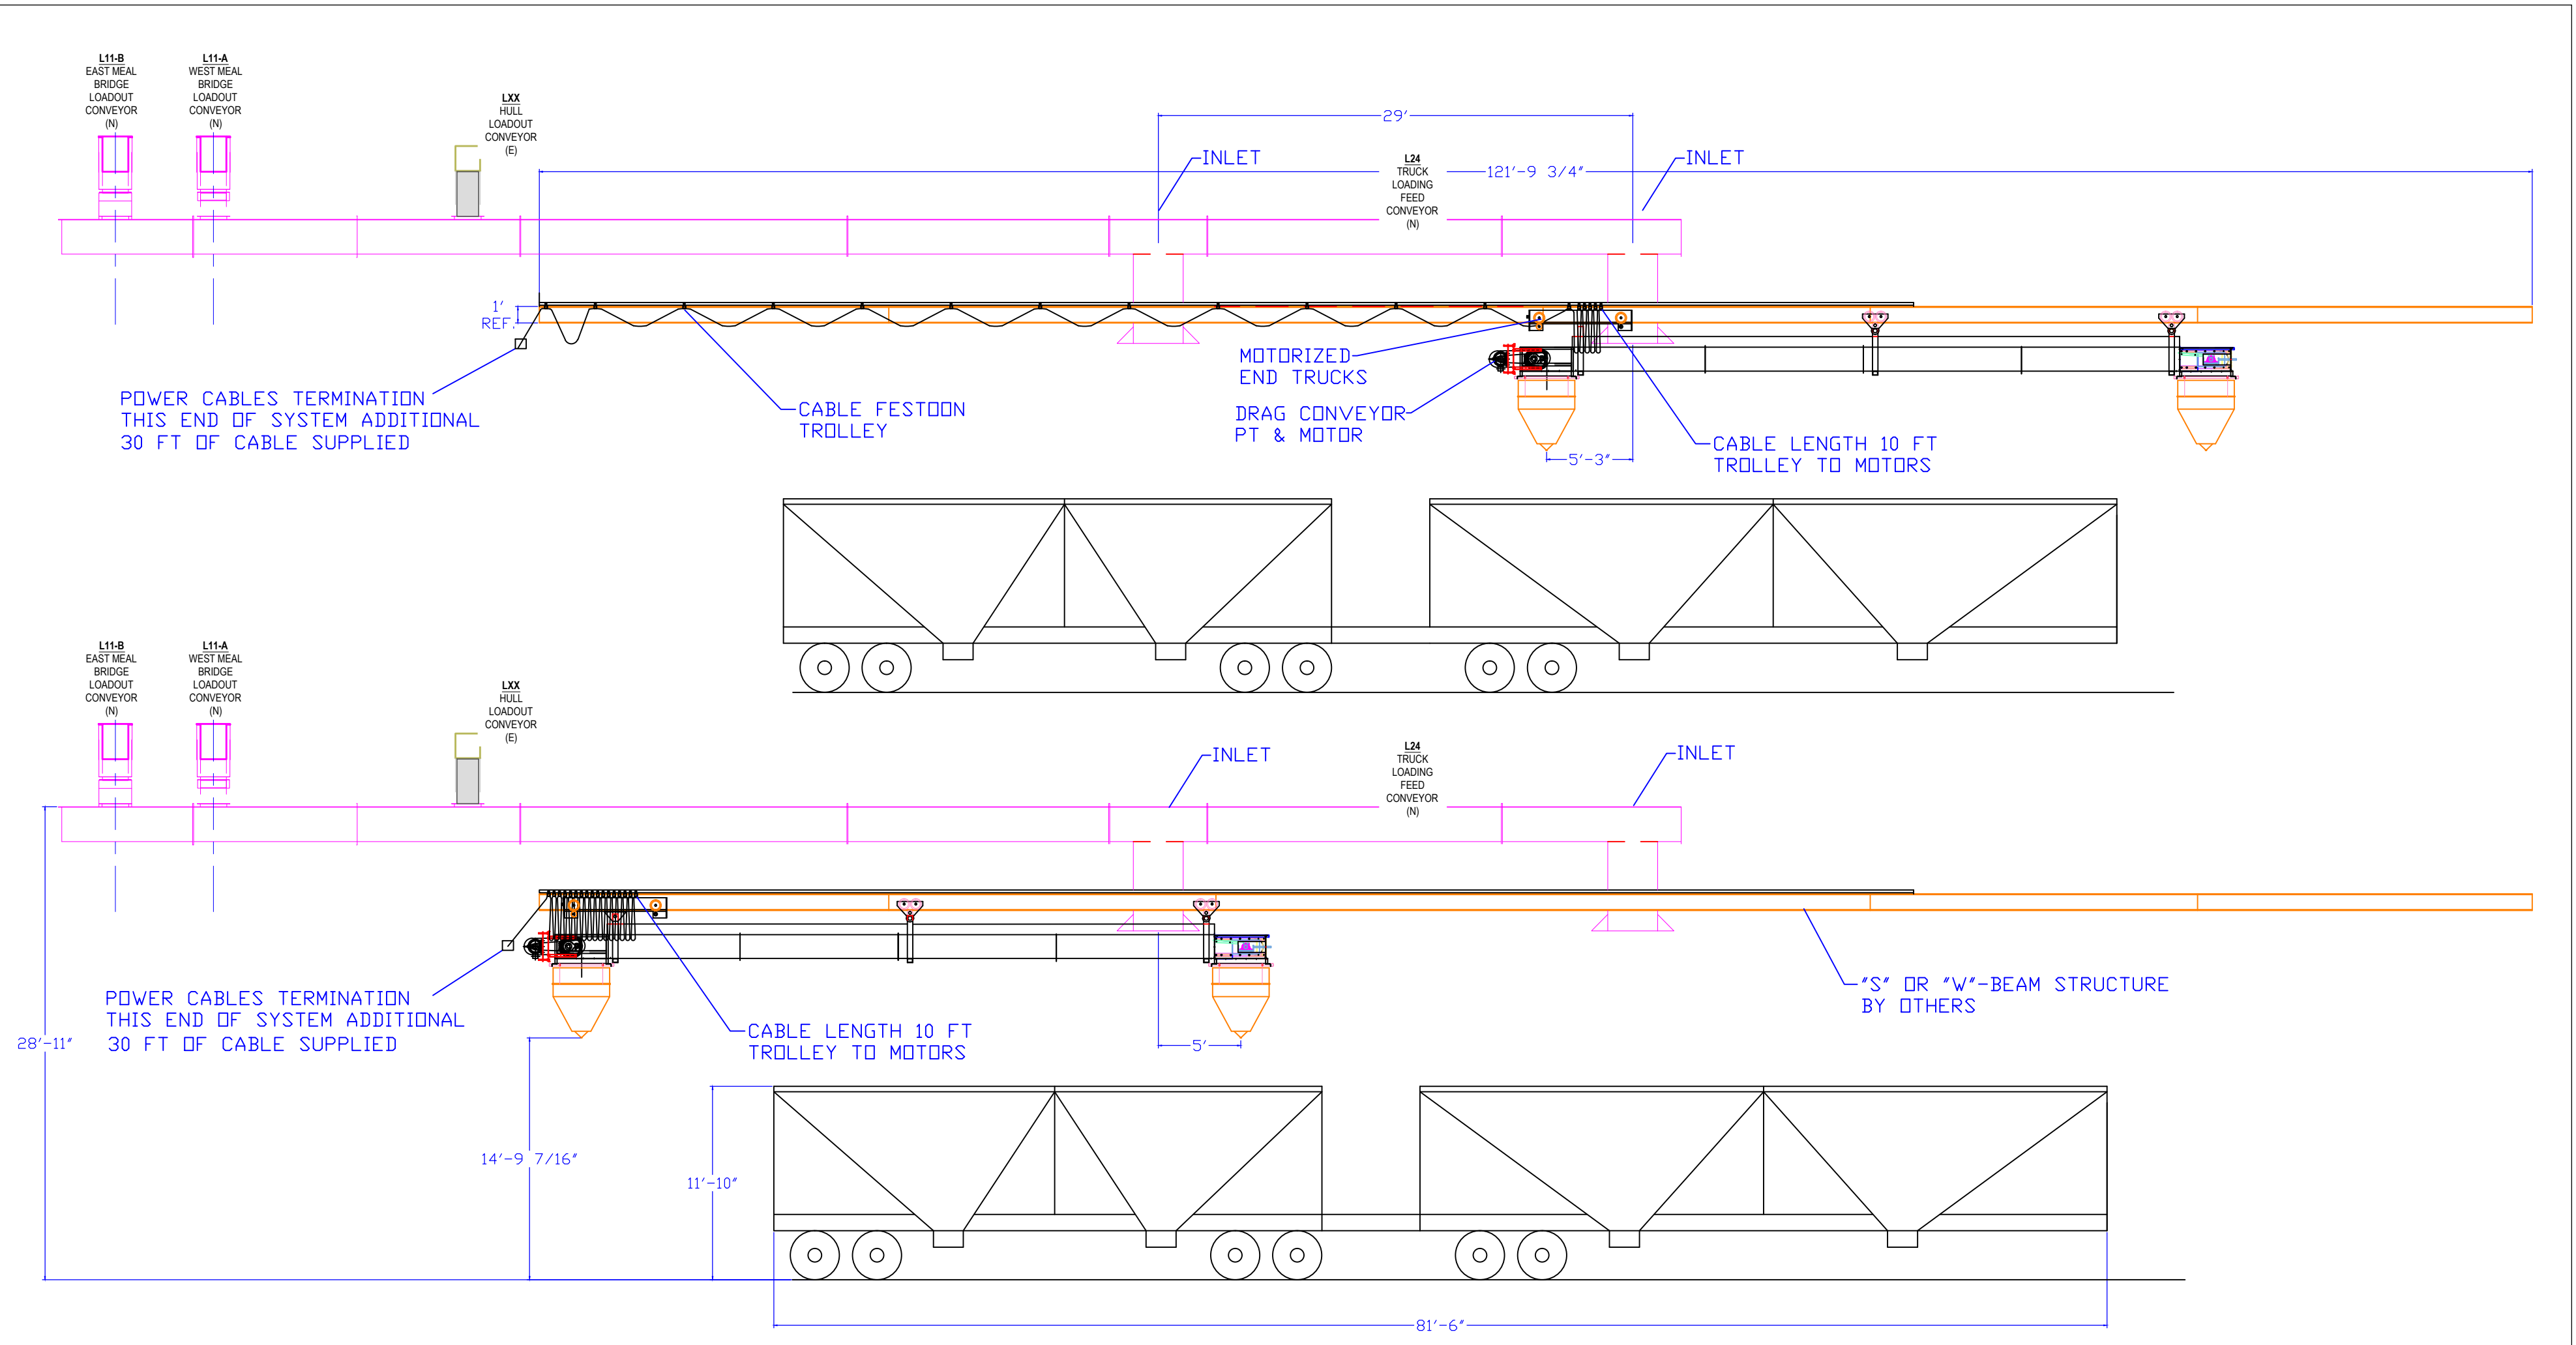 L11-B
EAST MEAL
BRIDGE
LOADOUT
CONVEYOR
(N)
L11-A
WEST MEAL
BRIDGE
LOADOUT
CONVEYOR
(N)
LXX
HULL
LOADOUT
CONVEYOR
(E)
29'
INLET
L24
TRUCK
LOADING
FEED
CONVEYOR
(N)
121'-9 3/4"
INLET
1'
REF.
POWER CABLES TERMINATION
THIS END OF SYSTEM ADDITIONAL
30 FT OF CABLE SUPPLIED
CABLE FESTOON
TROLLEY
MOTORIZED
END TRUCKS
DRAG CONVEYOR
PT & MOTOR
5'-3"
CABLE LENGTH 10 FT
TROLLEY TO MOTORS
L11-B
EAST MEAL
BRIDGE
LOADOUT
CONVEYOR
(N)
L11-A
WEST MEAL
BRIDGE
LOADOUT
CONVEYOR
(N)
LXX
HULL
LOADOUT
CONVEYOR
(E)
INLET
L24
TRUCK
LOADING
FEED
CONVEYOR
(N)
INLET
POWER CABLES TERMINATION
THIS END OF SYSTEM ADDITIONAL
30 FT OF CABLE SUPPLIED
CABLE LENGTH 10 FT
TROLLEY TO MOTORS
5'
"S" OR "W"-BEAM STRUCTURE
BY OTHERS
28'-11"
14'-9 7/16"
11'-10"
81'-6"